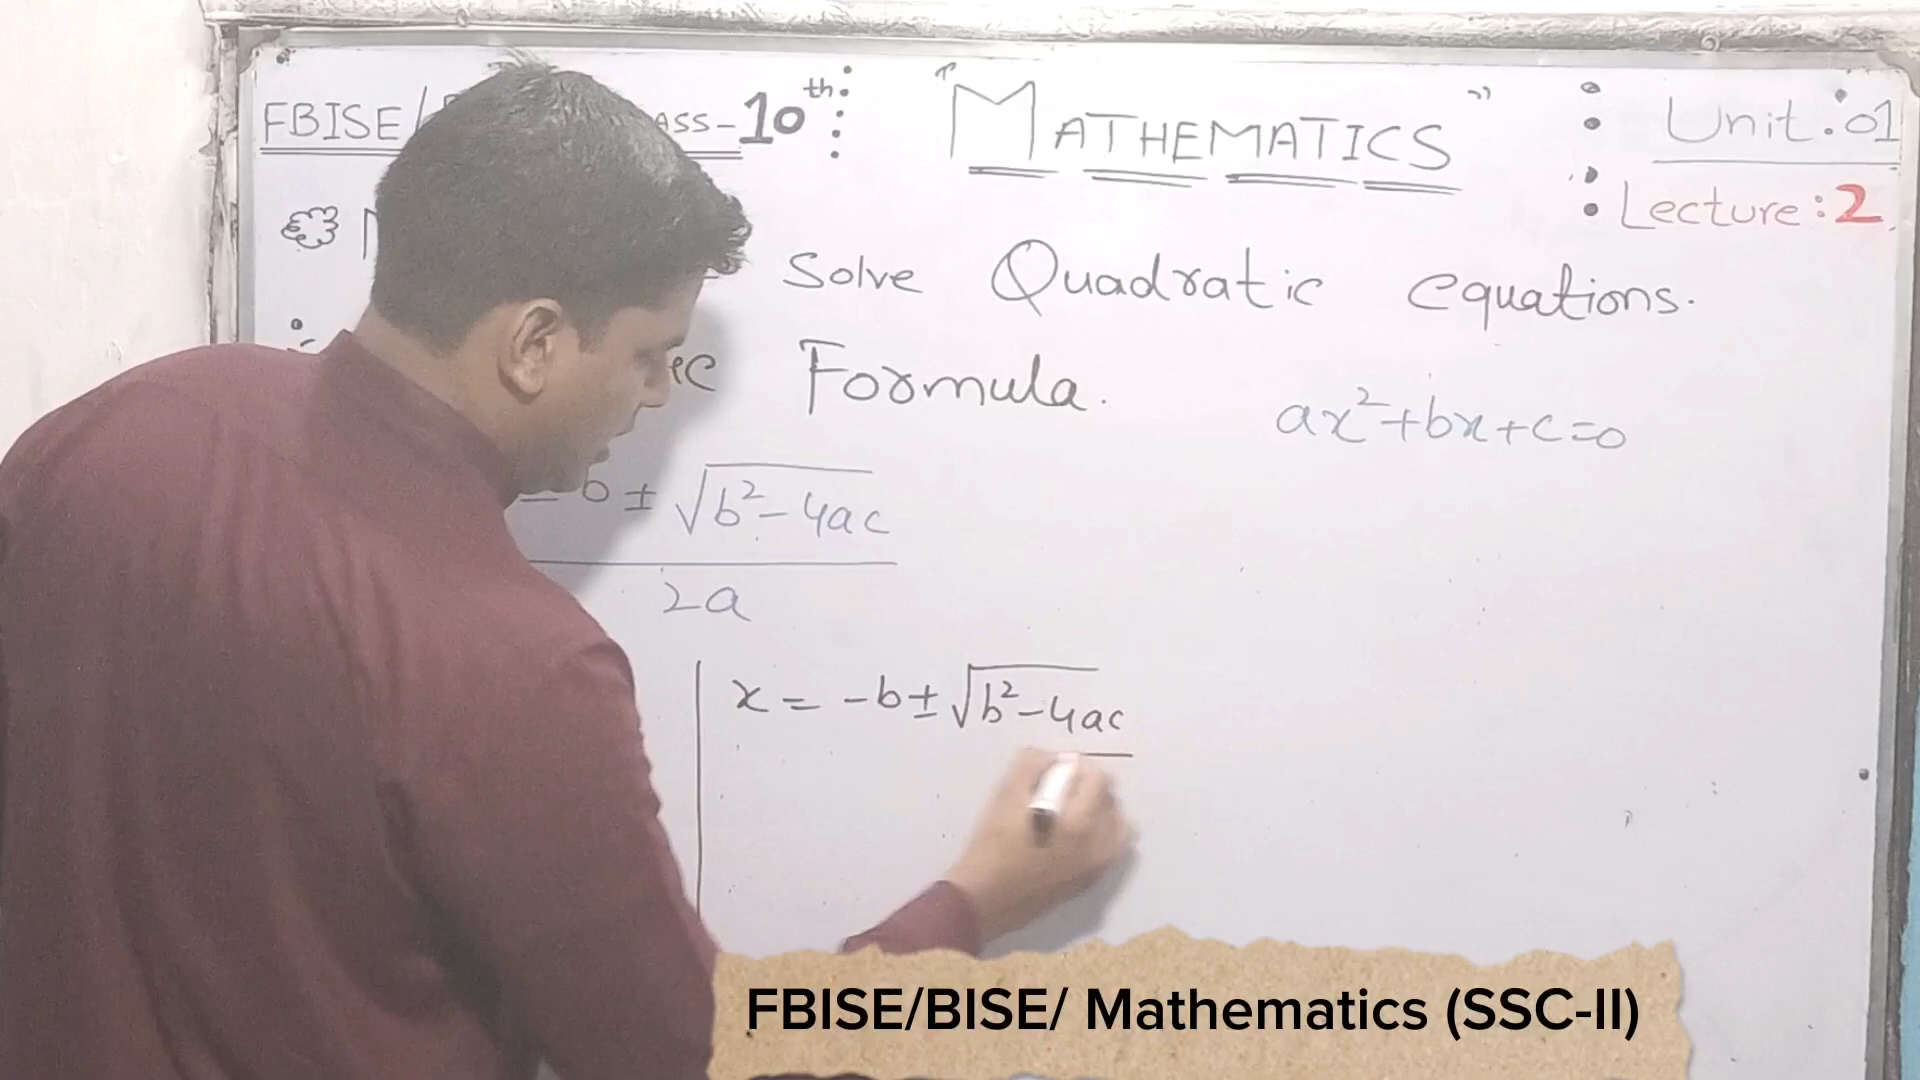 FBISE/ ASS-10th
"MATHEMATICS"
Unit:01
Lecture:2
Solve Quadratic equations.
Formula.
ax²+bx+c=0
-b ± √b²-4ac
2a
x = -b ± √b²-4ac
FBISE/BISE/ Mathematics (SSC-II)